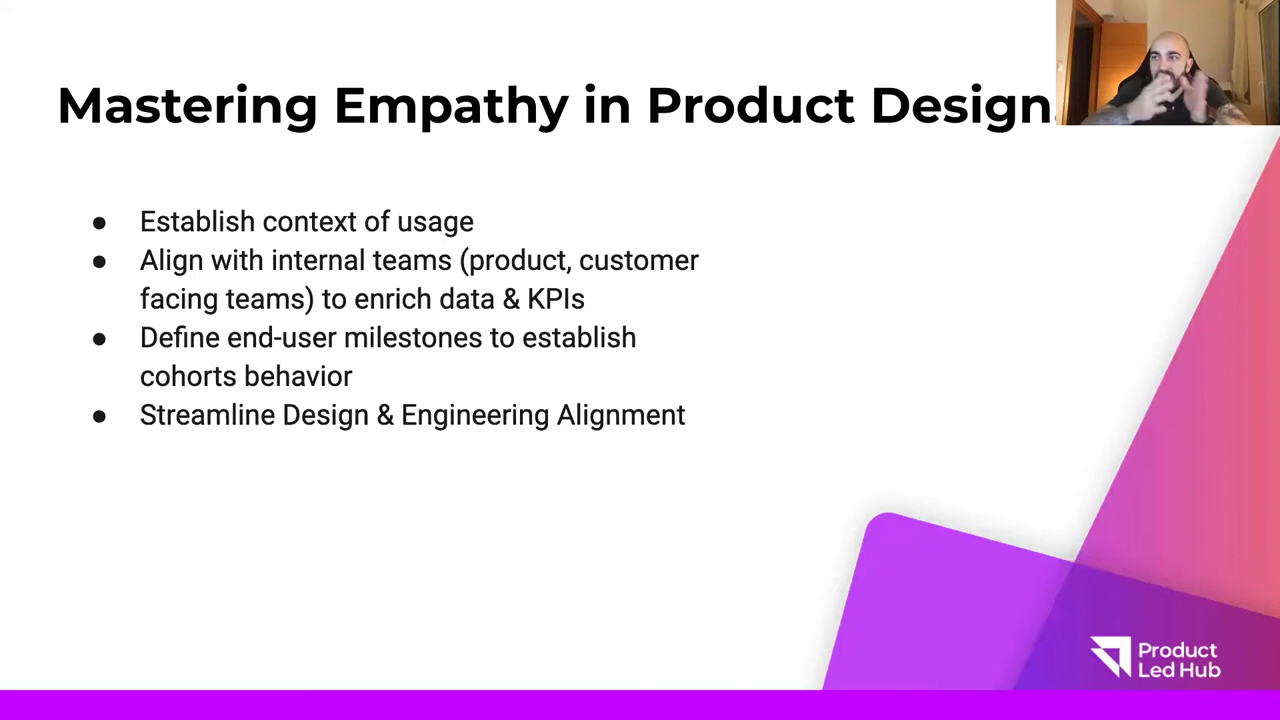 Mastering Empathy in Product Design.
● Establish context of usage
● Align with internal teams (product, customer
facing teams) to enrich data & KPIs
● Define end-user milestones to establish
cohorts behavior
● Streamline Design & Engineering Alignment
Product
Led Hub